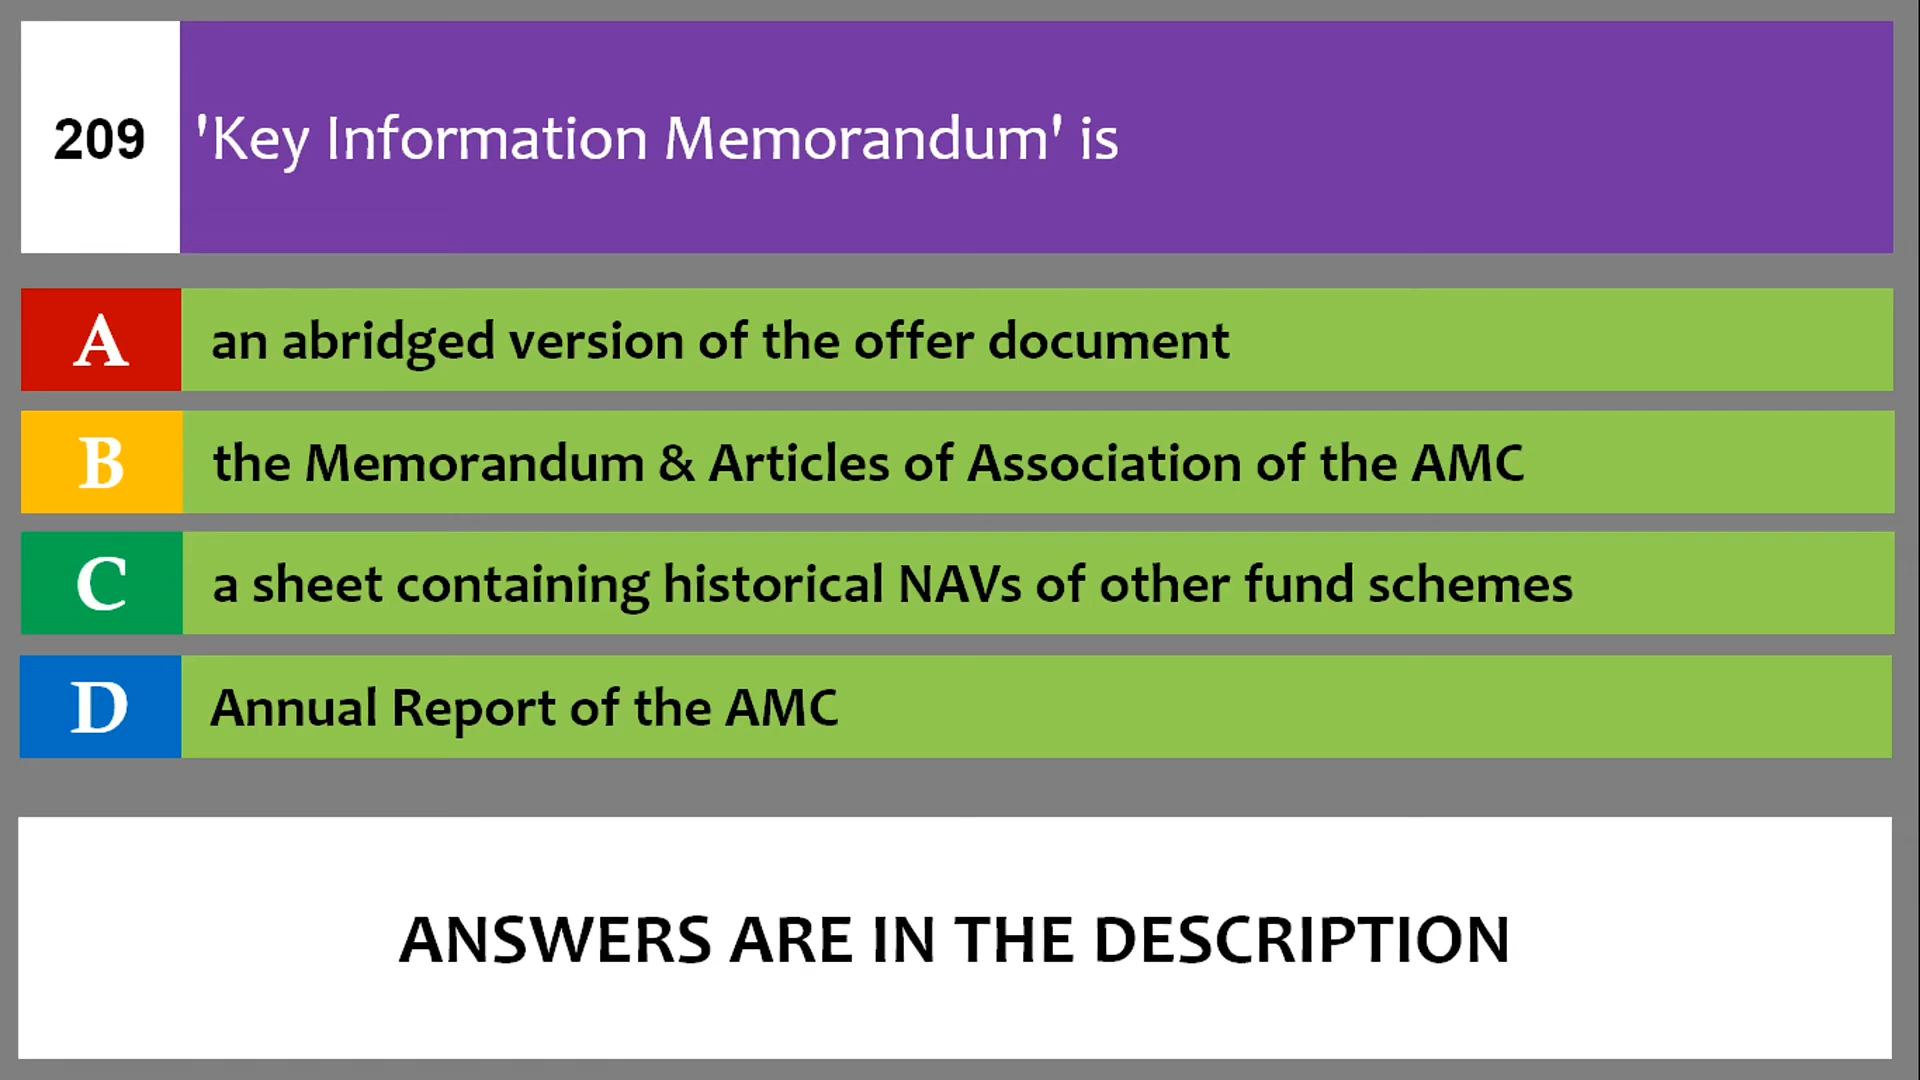 209
'Key Information Memorandum' is
A
an abridged version of the offer document
B
the Memorandum & Articles of Association of the AMC
C
a sheet containing historical NAVs of other fund schemes
D
Annual Report of the AMC
ANSWERS ARE IN THE DESCRIPTION